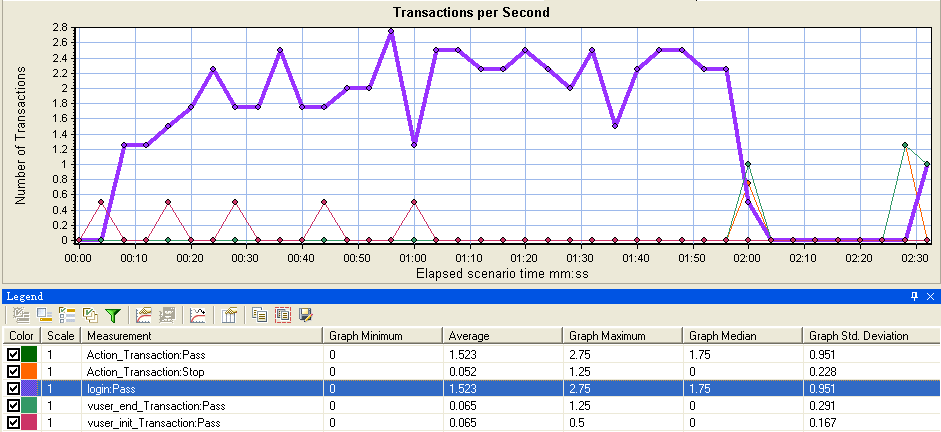 Transactions per Second
Number of Transactions
2.8
2.6
2.4
2.2
2
1.8
1.6
1.4
1.2
1
0.8
0.6
0.4
0.2
0
00:00 00:10 00:20 00:30 00:40 00:50 01:00 01:10 01:20 01:30 01:40 01:50 02:00 02:10 02:20 02:30
Elapsed scenario time mm:ss
Legend
Color Scale Measurement Graph Minimum Average Graph Maximum Graph Median Graph Std. Deviation
1 Action_Transaction:Pass 0 1.523 2.75 1.75 0.951
1 Action_Transaction:Stop 0 0.052 1.25 0 0.228
1 login:Pass 0 1.523 2.75 1.75 0.951
1 vuser_end_Transaction:Pass 0 0.065 1.25 0 0.291
1 vuser_init_Transaction:Pass 0 0.065 0.5 0 0.167